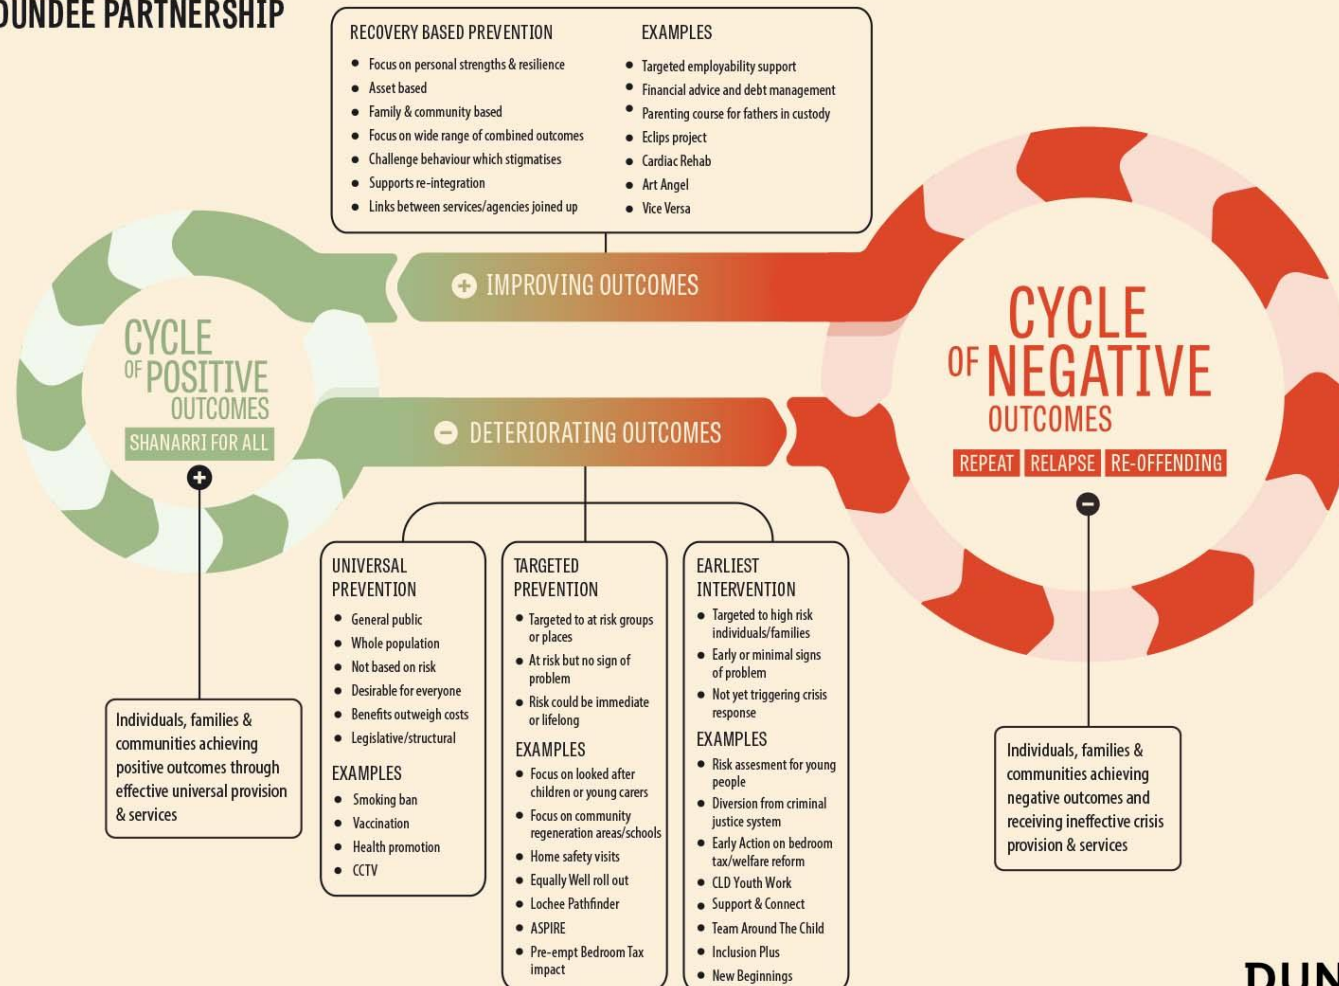 DUNDEE PARTNERSHIP
RECOVERY BASED PREVENTION
Focus on personal strengths & resilience
Asset based
Family & community based
Focus on wide range of combined outcomes
Challenge behaviour which stigmatises
Supports re-integration
Links between services/agencies joined up
EXAMPLES
Targeted employability support
Financial advice and debt management
Parenting course for fathers in custody
Eclips project
Cardiac Rehab
Art Angel
Vice Versa
+ IMPROVING OUTCOMES
CYCLE
OF POSITIVE
OUTCOMES
SHANARRI FOR ALL
+
- DETERIORATING OUTCOMES
CYCLE
OF NEGATIVE
OUTCOMES
REPEAT RELAPSE RE-OFFENDING
-
Individuals, families &
communities achieving
positive outcomes through
effective universal provision
& services
UNIVERSAL
PREVENTION
General public
Whole population
Not based on risk
Desirable for everyone
Benefits outweigh costs
Legislative/structural
EXAMPLES
Smoking ban
Vaccination
Health promotion
CCTV
TARGETED
PREVENTION
Targeted to at risk groups
or places
At risk but no sign of
problem
Risk could be immediate
or lifelong
EXAMPLES
Focus on looked after
children or young carers
Focus on community
regeneration areas/schools
Home safety visits
Equally Well roll out
Lochee Pathfinder
ASPIRE
Pre-empt Bedroom Tax
impact
EARLIEST
INTERVENTION
Targeted to high risk
individuals/families
Early or minimal signs
of problem
Not yet triggering crisis
response
EXAMPLES
Risk assesment for young
people
Diversion from criminal
justice system
Early Action on bedroom
tax/welfare reform
CLD Youth Work
Support & Connect
Team Around The Child
Inclusion Plus
New Beginnings
Individuals, families &
communities achieving
negative outcomes and
receiving ineffective crisis
provision & services
DUN